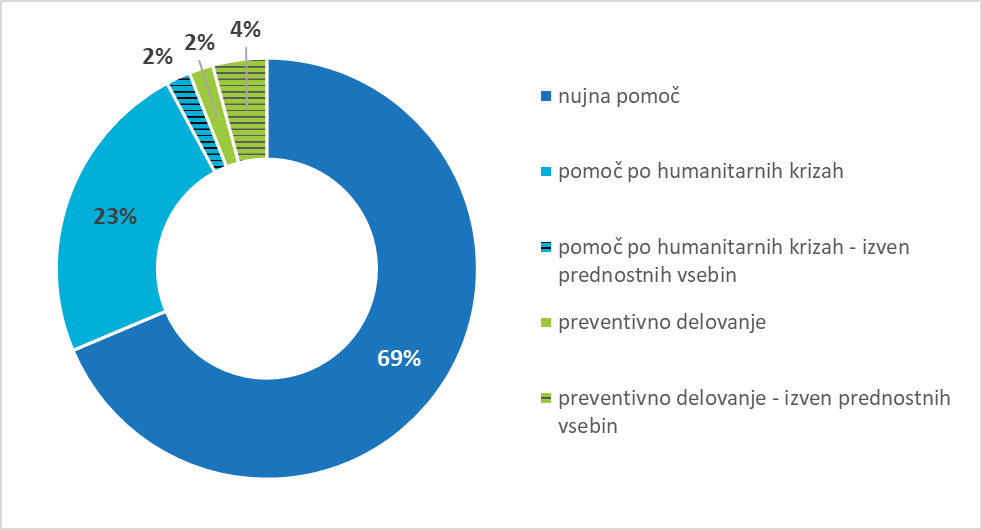 4%
2%
2%
23%
69%
nujna pomoč
pomoč po humanitarnih krizah
pomoč po humanitarnih krizah - izven
prednostnih vsebin
preventivno delovanje
preventivno delovanje - izven prednostnih
vsebin